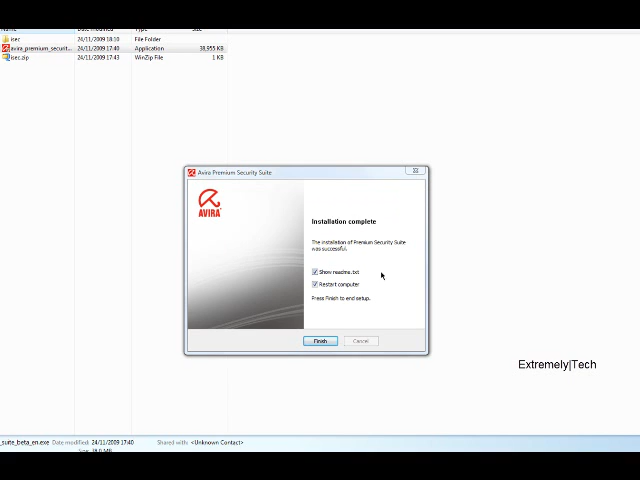 isec 24/11/2009 18:10 File Folder
avira_premium_securit... 24/11/2009 17:40 Application 38,955 KB
isec.zip 24/11/2009 17:43 WinZip File 1 KB
Avira Premium Security Suite
AVIRA
Installation complete
The installation of Premium Security Suite
was successful.
Show readme.txt
Restart computer
Press Finish to end setup.
Finish Cancel
Extremely|Tech
_suite_beta_en.exe Date modified: 24/11/2009 17:40 Shared with: <Unknown Contact>